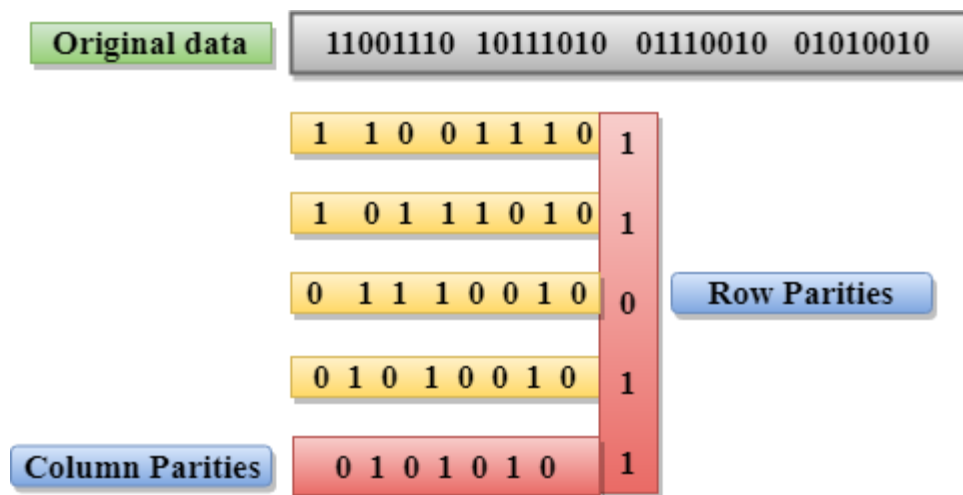 Original data 11001110 10111010 01110010 01010010
1 1 0 0 1 1 1 0 1
1 0 1 1 1 0 1 0 1
0 1 1 1 0 0 1 0 0 Row Parities
0 1 0 1 0 0 1 0 1
Column Parities 0 1 0 1 0 1 0 1